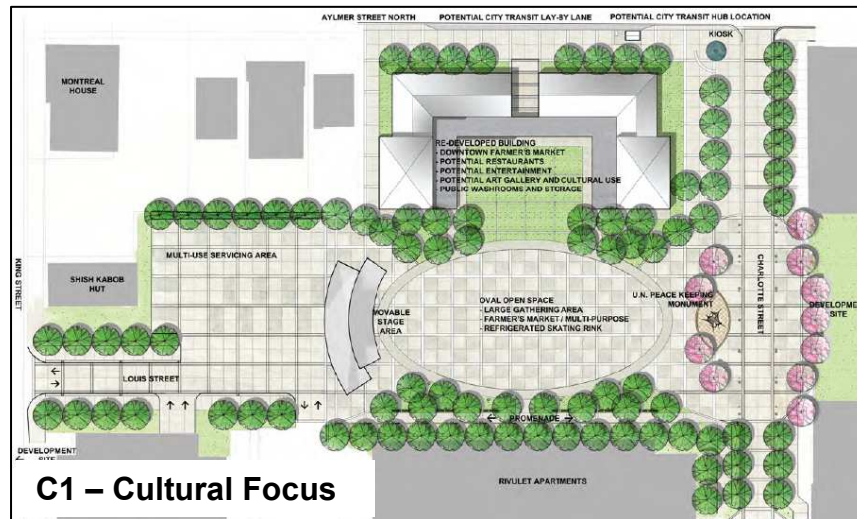 AYLMER STREET NORTH
POTENTIAL CITY TRANSIT LAY-BY LANE
POTENTIAL CITY TRANSIT HUB LOCATION
KIOSK
MONTREAL
HOUSE
RE-DEVELOPED BUILDING
- DOWNTOWN FARMER'S MARKET
- POTENTIAL RESTAURANTS
- POTENTIAL ENTERTAINMENT
- POTENTIAL ART GALLERY AND CULTURAL USE
- PUBLIC WASHROOMS AND STORAGE
MULTI-USE SERVICING AREA
KING STREET
SHISH KABOB
HUT
MOVABLE
STAGE
AREA
OVAL OPEN SPACE
- LARGE GATHERING AREA
- FARMER'S MARKET / MULTI-PURPOSE
- REFRIGERATED SKATING RINK
U.N. PEACE KEEPING
MONUMENT
CHARLOTTE STREET
DEVELOPMENT
SITE
LOUIS STREET
PROMENADE
DEVELOPMENT
SITE
RIVULET APARTMENTS
C1 – Cultural Focus